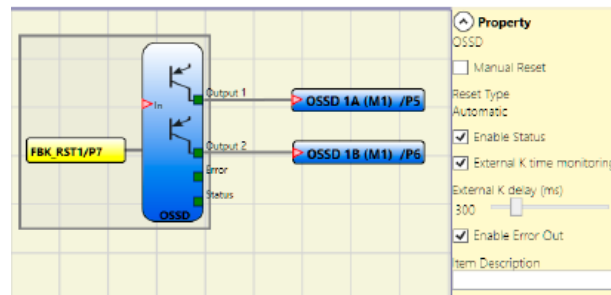 Property
OSSD
Manual Reset
Reset Type
Automatic
Enable Status
External K time monitoring
External K delay (ms)
300
Enable Error Out
Item Description
In
Output 1
Output 2
Error
Status
OSSD
FBK_RST1/P7
OSSD 1A (M1) /P5
OSSD 1B (M1) /P6